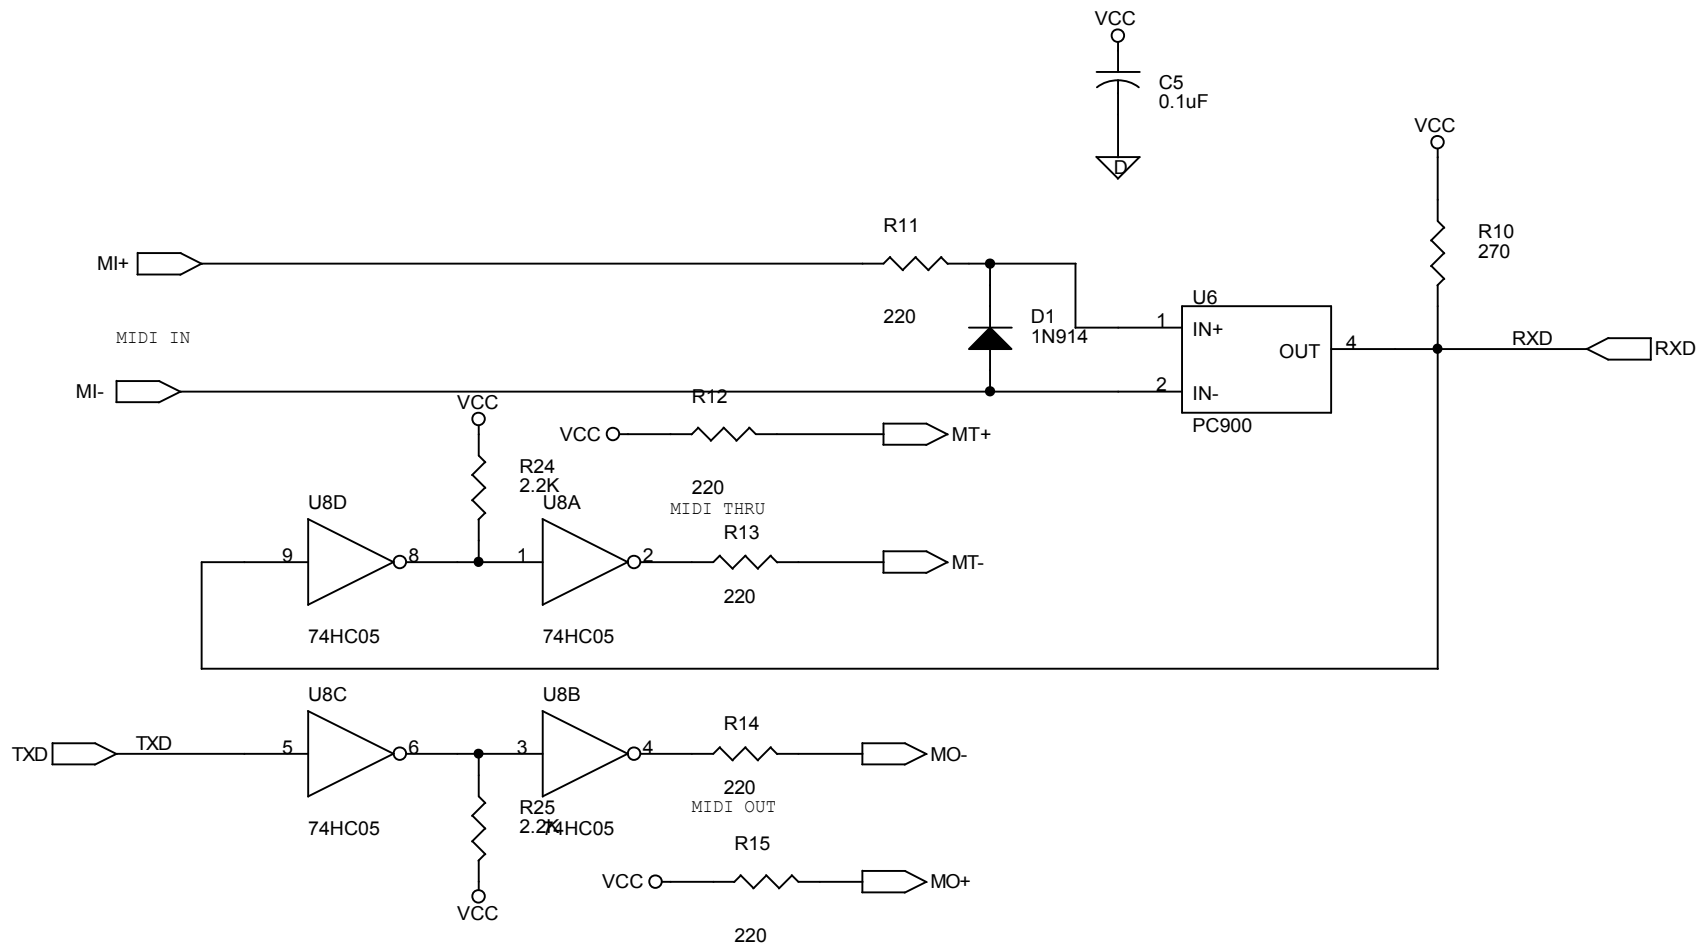 VCC
C5
0.1uF
D
VCC
R11
R10
270
MI+
220
D1
1N914
U6
1
IN+
MIDI IN
OUT
4
RXD
RXD
MI-
2
IN-
PC900
VCC
R12
VCC
MT+
R24
2.2K
220
MIDI THRU
U8D
U8A
R13
9
8
1
2
MT-
220
74HC05
74HC05
U8C
U8B
R14
TXD
TXD
5
6
3
4
MO-
220
MIDI OUT
R25
2.2K
74HC05
74HC05
R15
VCC
MO+
VCC
220